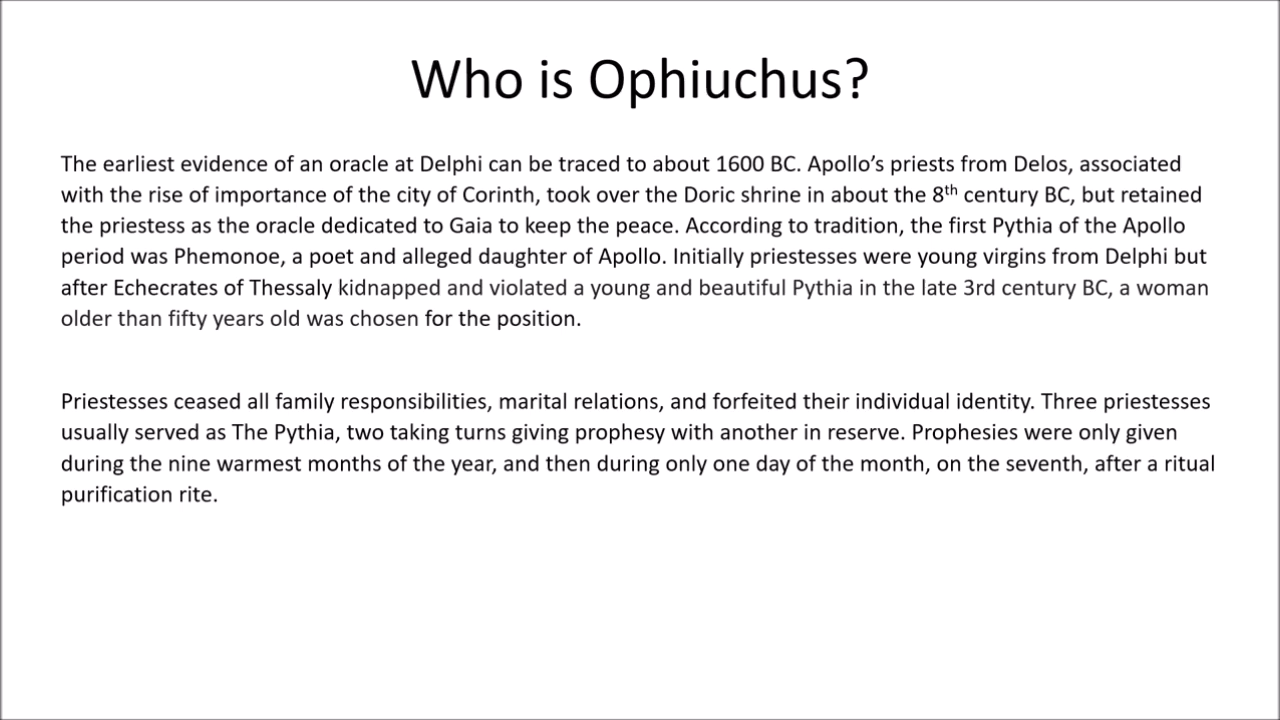 Who is Ophiuchus?
The earliest evidence of an oracle at Delphi can be traced to about 1600 BC. Apollo’s priests from Delos, associated
with the rise of importance of the city of Corinth, took over the Doric shrine in about the 8th century BC, but retained
the priestess as the oracle dedicated to Gaia to keep the peace. According to tradition, the first Pythia of the Apollo
period was Phemonoe, a poet and alleged daughter of Apollo. Initially priestesses were young virgins from Delphi but
after Echecrates of Thessaly kidnapped and violated a young and beautiful Pythia in the late 3rd century BC, a woman
older than fifty years old was chosen for the position.
Priestesses ceased all family responsibilities, marital relations, and forfeited their individual identity. Three priestesses
usually served as The Pythia, two taking turns giving prophesy with another in reserve. Prophesies were only given
during the nine warmest months of the year, and then during only one day of the month, on the seventh, after a ritual
purification rite.